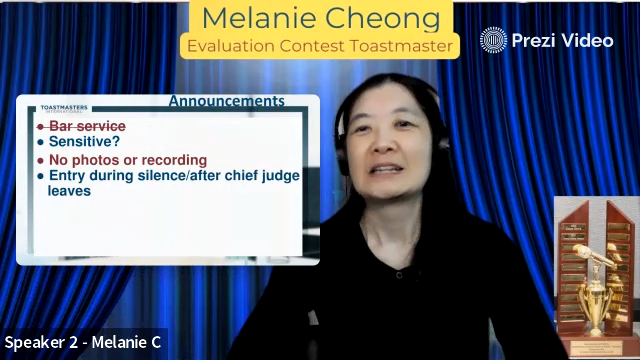 Melanie Cheong
Evaluation Contest Toastmaster
Prezi Video
TOASTMASTERS
INTERNATIONAL
Announcements
● Bar service
● Sensitive?
● No photos or recording
● Entry during silence/after chief judge
leaves
Speaker 2 - Melanie C